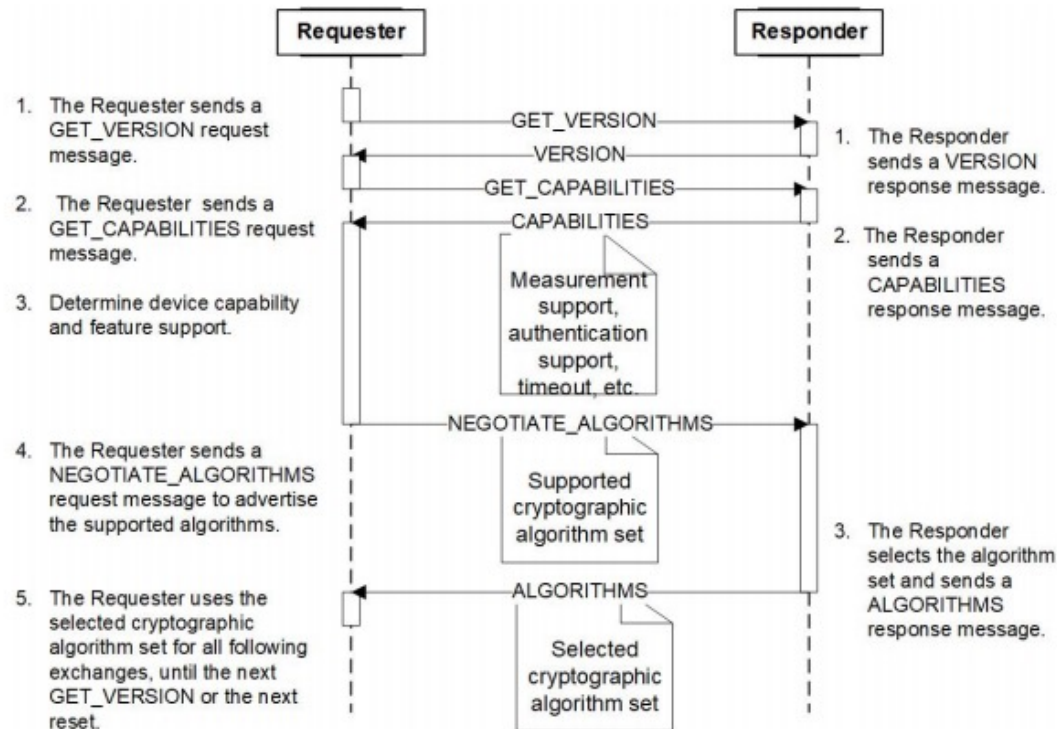 Requester
Responder
1. The Requester sends a
GET_VERSION request
message.
2. The Requester sends a
GET_CAPABILITIES request
message.
3. Determine device capability
and feature support.
4. The Requester sends a
NEGOTIATE_ALGORITHMS
request message to advertise
the supported algorithms.
5. The Requester uses the
selected cryptographic
algorithm set for all following
exchanges, until the next
GET_VERSION or the next
reset.
GET_VERSION
VERSION
GET_CAPABILITIES
CAPABILITIES
Measurement
support,
authentication
support,
timeout, etc.
NEGOTIATE_ALGORITHMS
Supported
cryptographic
algorithm set
ALGORITHMS
Selected
cryptographic
algorithm set
1. The Responder
sends a VERSION
response message.
2. The Responder
sends a
CAPABILITIES
response message.
3. The Responder
selects the algorithm
set and sends a
ALGORITHMS
response message.